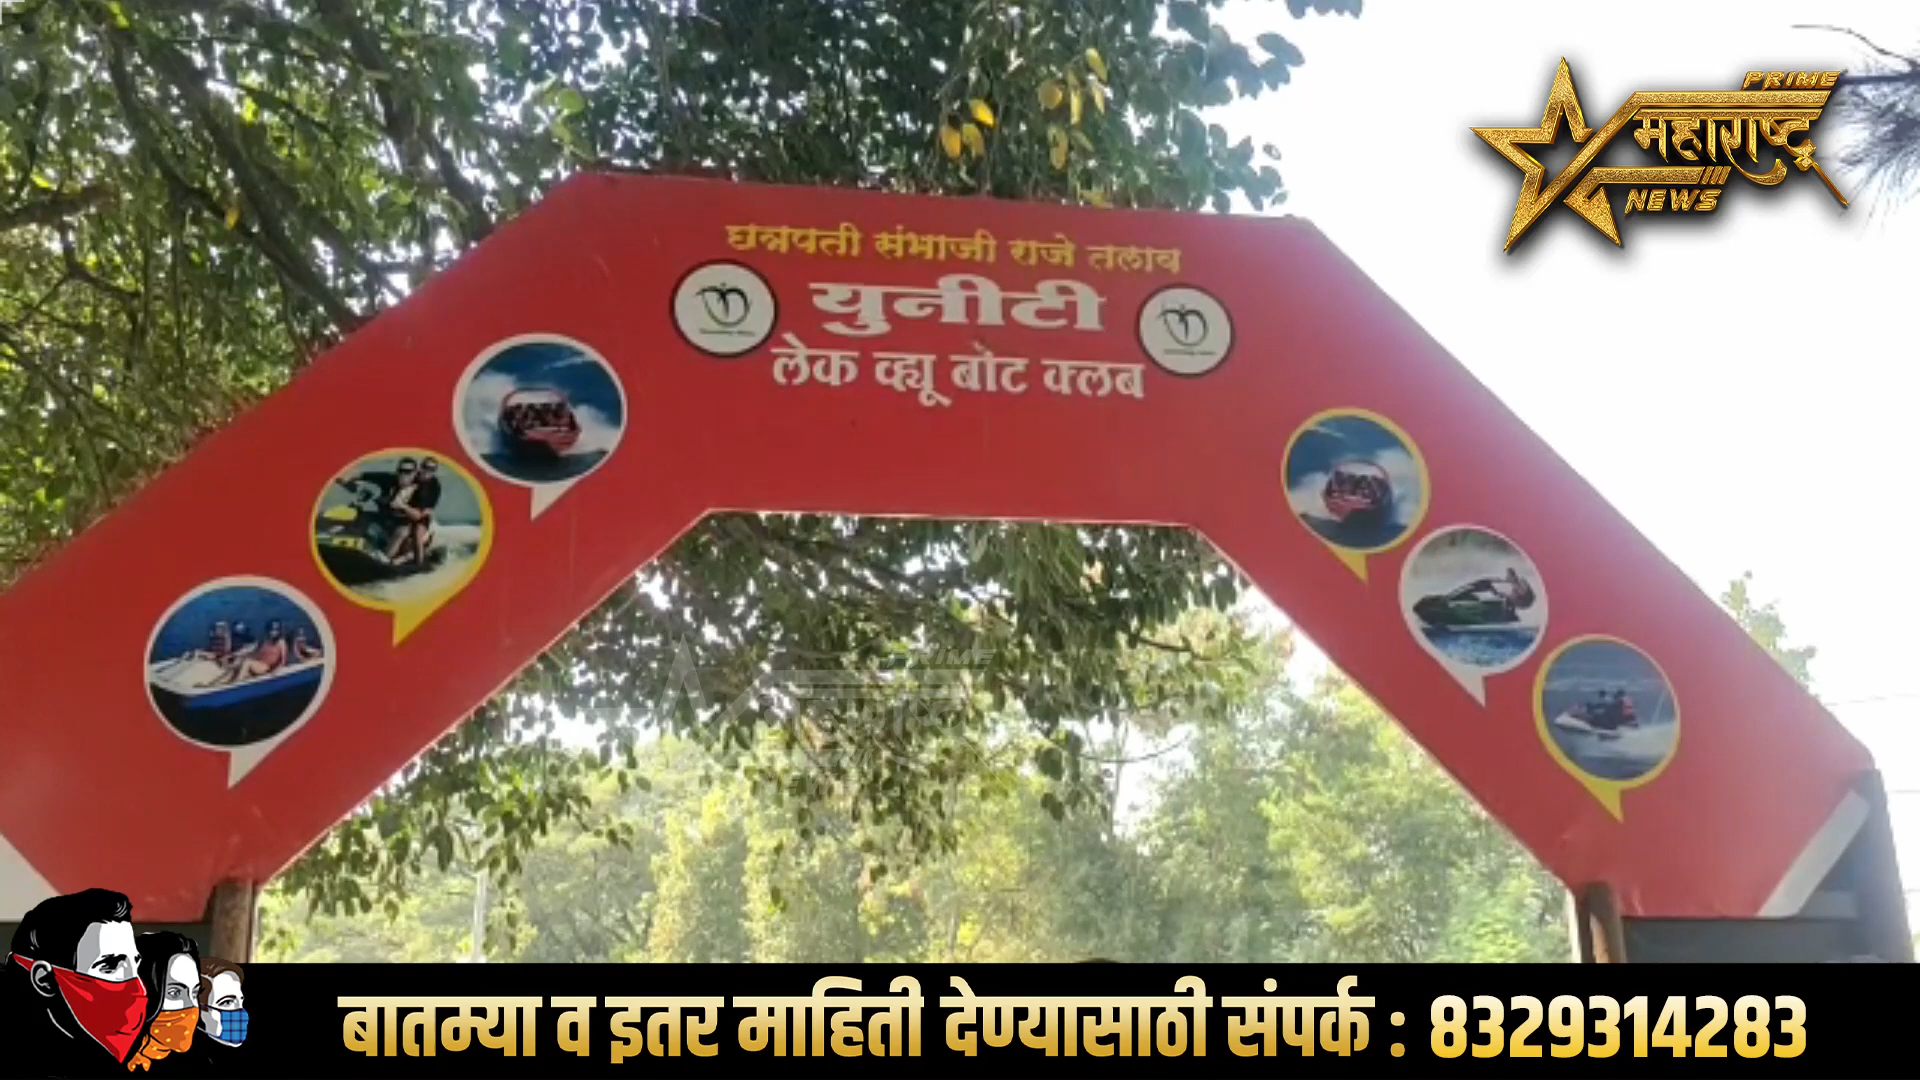 PRIME
महाराष्ट्र
NEWS
छत्रपती संभाजी राजे तलाव
युनीटी
लेक व्ह्यू बोट क्लब
बातम्या व इतर माहिती देण्यासाठी संपर्क : 8329314283